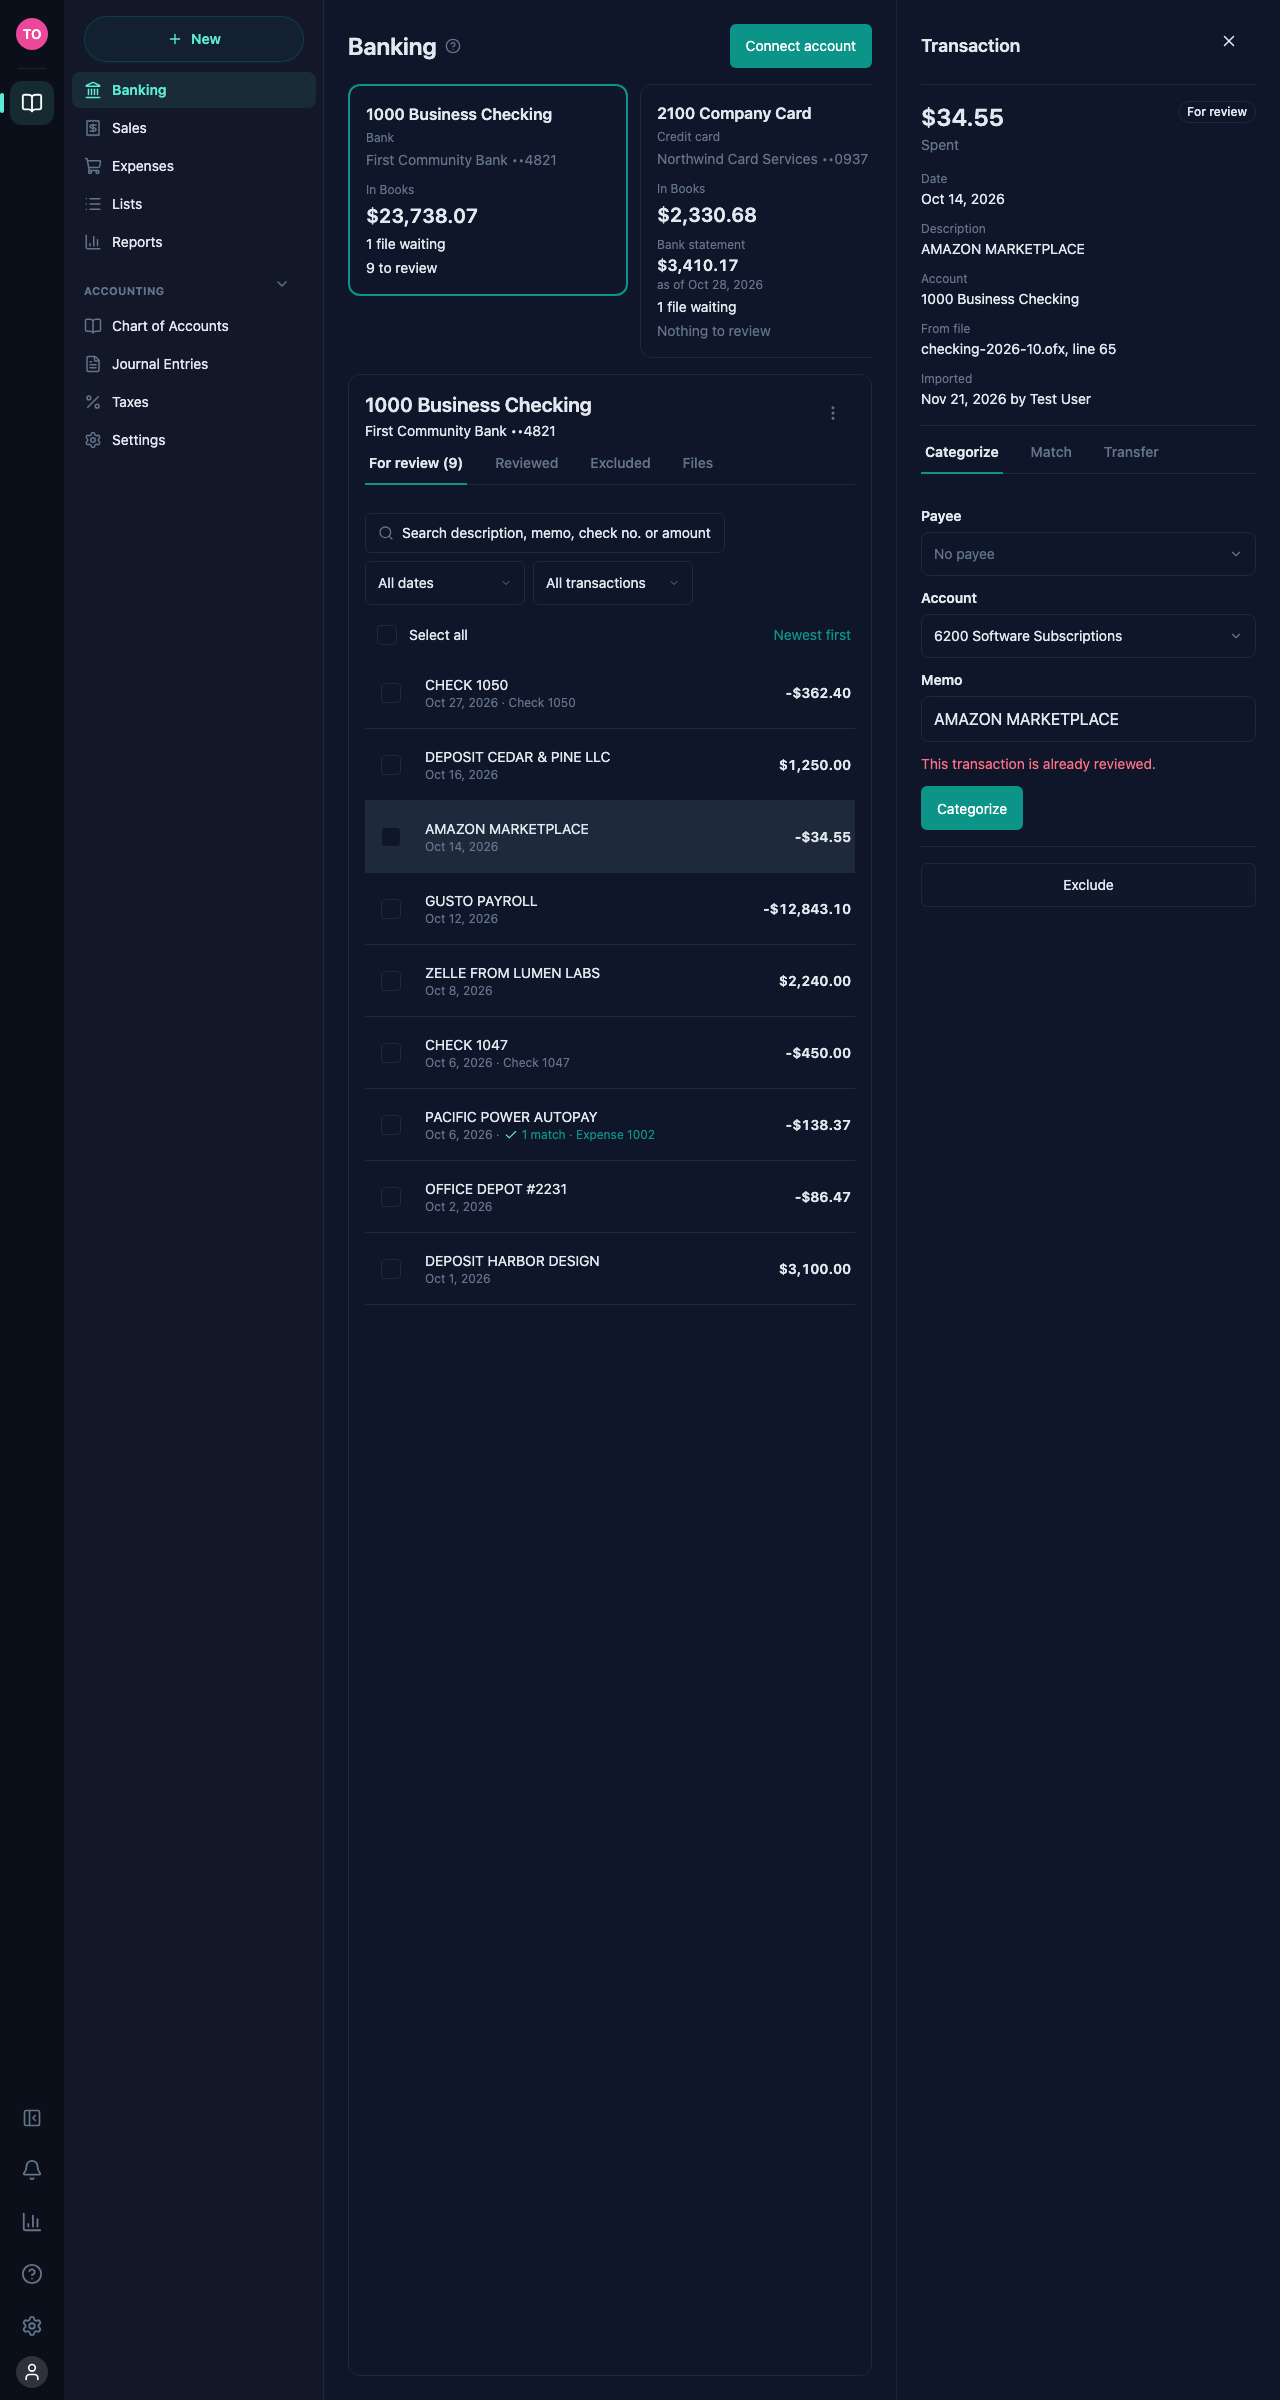 TO
New
Banking
Sales
Expenses
Lists
Reports
ACCOUNTING
Chart of Accounts
Journal Entries
Taxes
Settings
Banking
Connect account
1000 Business Checking
Bank
First Community Bank ••4821
In Books
$23,738.07
1 file waiting
9 to review
2100 Company Card
Credit card
Northwind Card Services ••0937
In Books
$2,330.68
Bank statement
$3,410.17
as of Oct 28, 2026
1 file waiting
Nothing to review
1000 Business Checking
First Community Bank ••4821
For review (9) Reviewed Excluded Files
Search description, memo, check no. or amount
All dates All transactions
Select all Newest first
CHECK 1050 -$362.40
Oct 27, 2026 · Check 1050
DEPOSIT CEDAR & PINE LLC $1,250.00
Oct 16, 2026
AMAZON MARKETPLACE -$34.55
Oct 14, 2026
GUSTO PAYROLL -$12,843.10
Oct 12, 2026
ZELLE FROM LUMEN LABS $2,240.00
Oct 8, 2026
CHECK 1047 -$450.00
Oct 6, 2026 · Check 1047
PACIFIC POWER AUTOPAY -$138.37
Oct 6, 2026 · 1 match · Expense 1002
OFFICE DEPOT #2231 -$86.47
Oct 2, 2026
DEPOSIT HARBOR DESIGN $3,100.00
Oct 1, 2026
Transaction
$34.55 For review
Spent
Date
Oct 14, 2026
Description
AMAZON MARKETPLACE
Account
1000 Business Checking
From file
checking-2026-10.ofx, line 65
Imported
Nov 21, 2026 by Test User
Categorize Match Transfer
Payee
No payee
Account
6200 Software Subscriptions
Memo
AMAZON MARKETPLACE
This transaction is already reviewed.
Categorize
Exclude